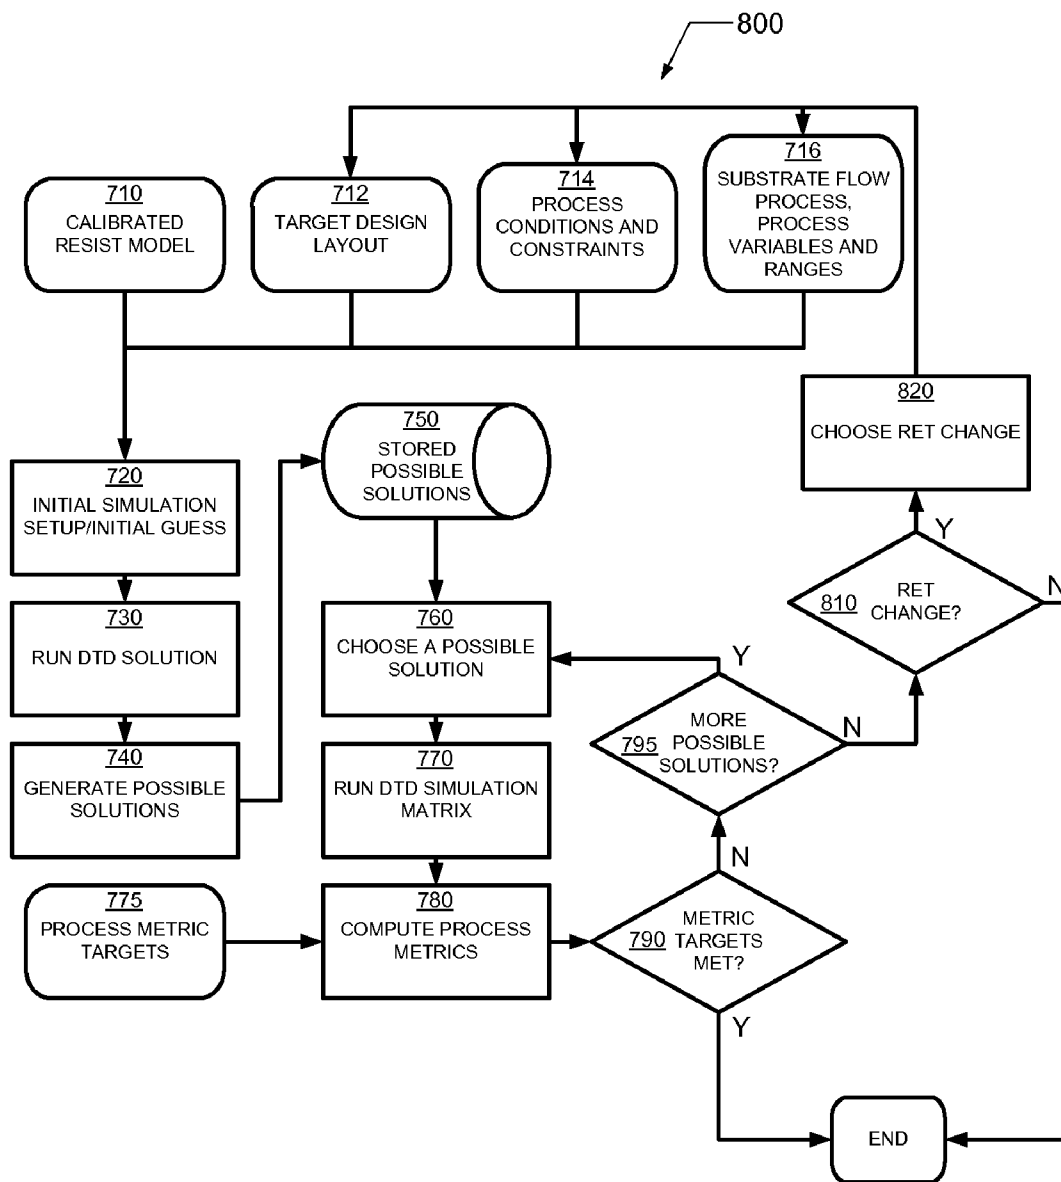 800
710
CALIBRATED
RESIST MODEL
712
TARGET DESIGN
LAYOUT
714
PROCESS
CONDITIONS AND
CONSTRAINTS
716
SUBSTRATE FLOW
PROCESS,
PROCESS
VARIABLES AND
RANGES
820
CHOOSE RET CHANGE
750
STORED
POSSIBLE
SOLUTIONS
720
INITIAL SIMULATION
SETUP/INITIAL GUESS
Y
N
810
RET
CHANGE?
730
RUN DTD SOLUTION
760
CHOOSE A POSSIBLE
SOLUTION
Y
N
795
MORE
POSSIBLE
SOLUTIONS?
740
GENERATE POSSIBLE
SOLUTIONS
770
RUN DTD SIMULATION
MATRIX
N
775
PROCESS METRIC
TARGETS
780
COMPUTE PROCESS
METRICS
790
METRIC
TARGETS
MET?
Y
END